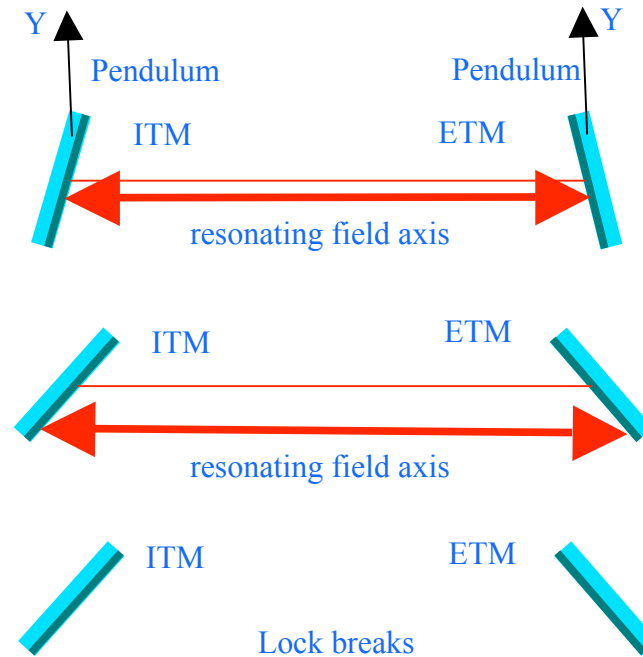 Y
Y
Pendulum
Pendulum
ITM
ETM
resonating field axis
ITM
ETM
resonating field axis
ITM
ETM
Lock breaks